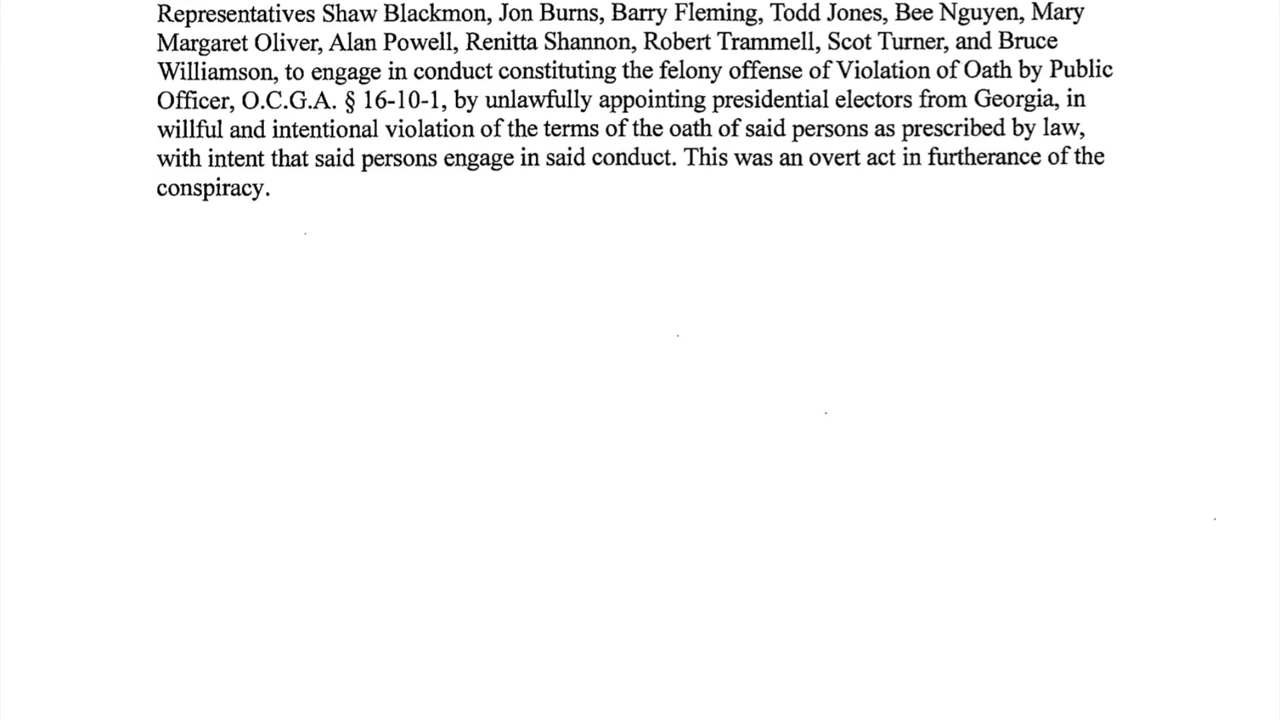 Representatives Shaw Blackmon, Jon Burns, Barry Fleming, Todd Jones, Bee Nguyen, Mary
Margaret Oliver, Alan Powell, Renitta Shannon, Robert Trammell, Scot Turner, and Bruce
Williamson, to engage in conduct constituting the felony offense of Violation of Oath by Public
Officer, O.C.G.A. § 16-10-1, by unlawfully appointing presidential electors from Georgia, in
willful and intentional violation of the terms of the oath of said persons as prescribed by law,
with intent that said persons engage in said conduct. This was an overt act in furtherance of the
conspiracy.